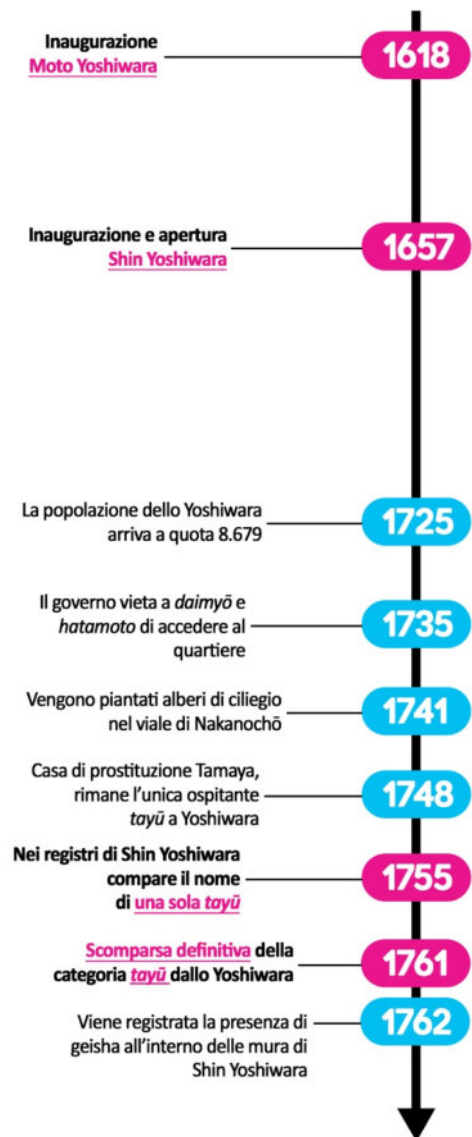 Inaugurazione
Moto Yoshiwara
1618
Inaugurazione e apertura
Shin Yoshiwara
1657
La popolazione dello Yoshiwara
arriva a quota 8.679
1725
Il governo vieta a daimyō e
hatamoto di accedere al
quartiere
1735
Vengono piantati alberi di ciliegio
nel viale di Nakanochō
1741
Casa di prostituzione Tamaya,
rimane l’unica ospitante
tayū a Yoshiwara
1748
Nei registri di Shin Yoshiwara
compare il nome
di una sola tayū
1755
Scomparsa definitiva della
categoria tayū dallo Yoshiwara
1761
Viene registrata la presenza di
geisha all’interno delle mura di
Shin Yoshiwara
1762